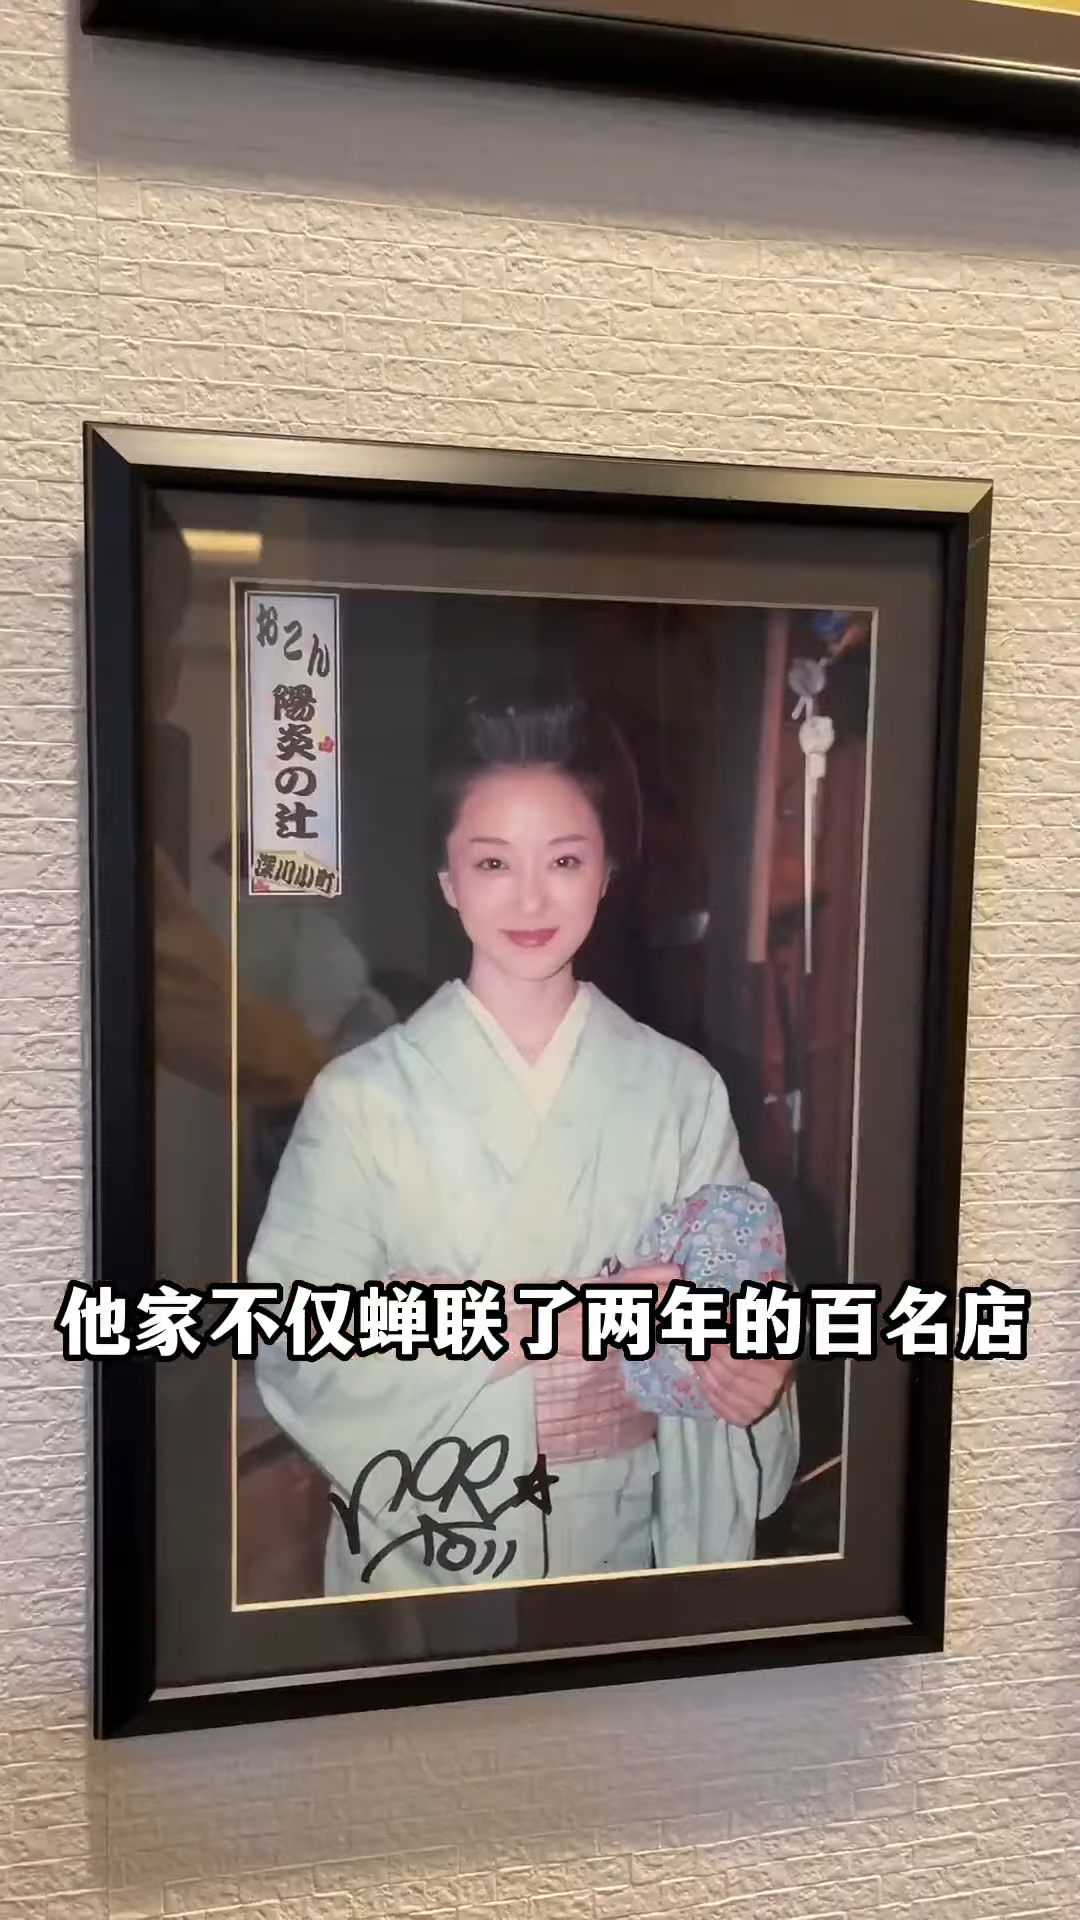 おこん
陽炎の辻
深川小町
他家不仅蝉联了两年的百名店